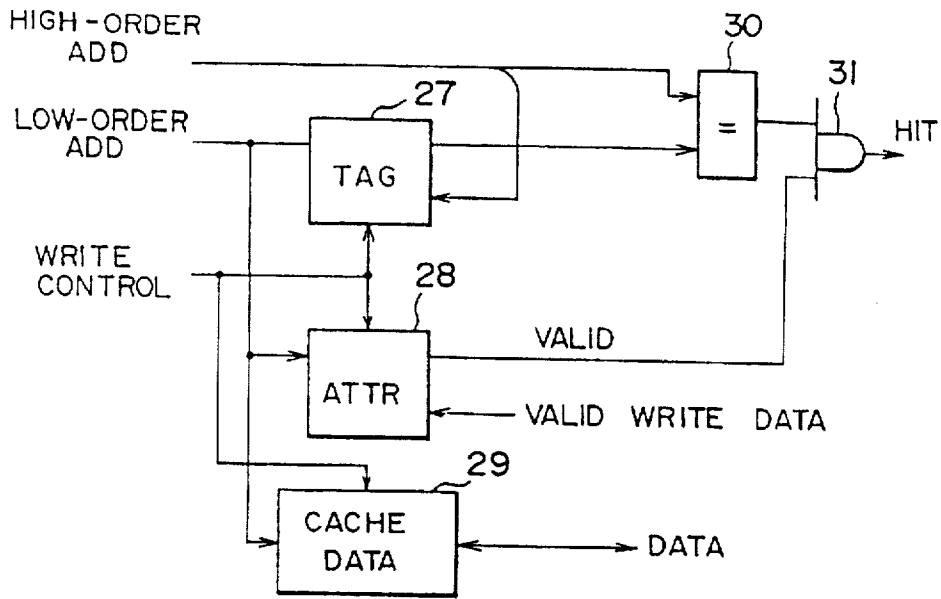 HIGH-ORDER
ADD
30
31
27
LOW-ORDER
ADD
TAG
=
HIT
WRITE
CONTROL
28
VALID
ATTR
VALID WRITE DATA
29
CACHE
DATA
DATA